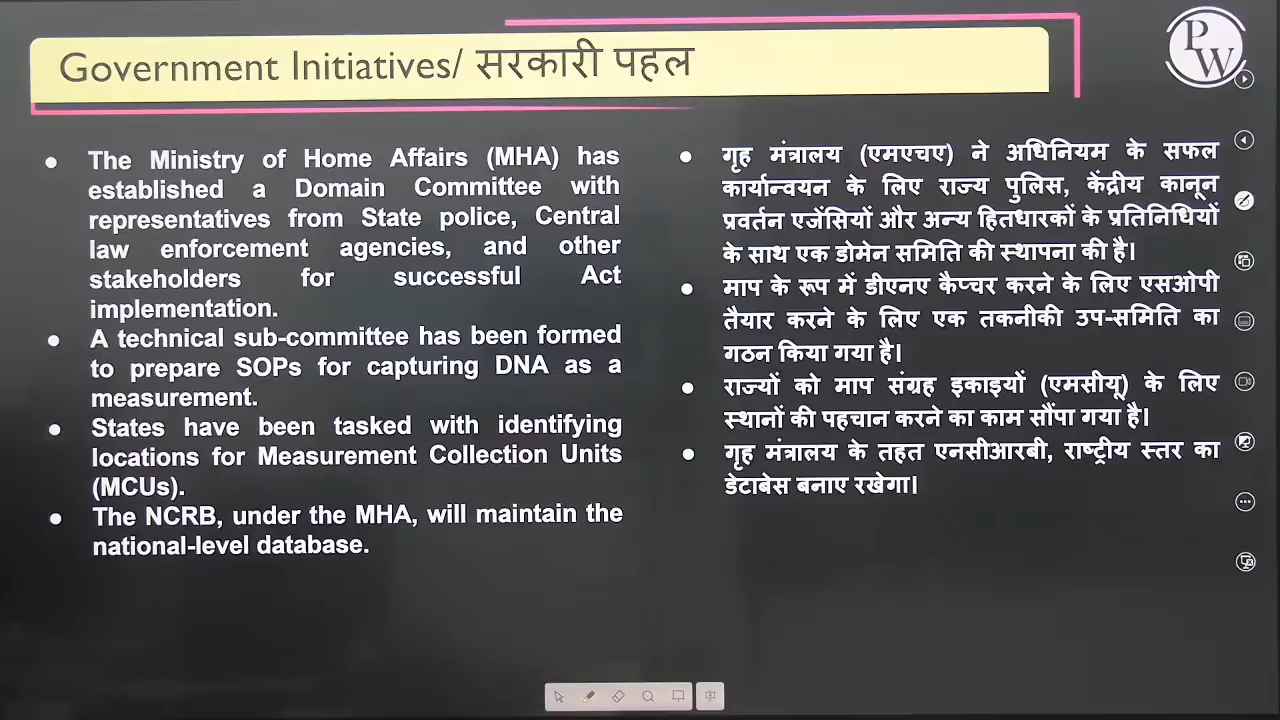 Government Initiatives/ सरकारी पहल
PW
● The Ministry of Home Affairs (MHA) has
established a Domain Committee with
representatives from State police, Central
law enforcement agencies, and other
stakeholders for successful Act
implementation.
● A technical sub-committee has been formed
to prepare SOPs for capturing DNA as a
measurement.
● States have been tasked with identifying
locations for Measurement Collection Units
(MCUs).
● The NCRB, under the MHA, will maintain the
national-level database.
● गृह मंत्रालय (एमएचए) ने अधिनियम के सफल
कार्यान्वयन के लिए राज्य पुलिस, केंद्रीय कानून
प्रवर्तन एजेंसियों और अन्य हितधारकों के प्रतिनिधियों
के साथ एक डोमेन समिति की स्थापना की है।
● माप के रूप में डीएनए कैप्चर करने के लिए एसओपी
तैयार करने के लिए एक तकनीकी उप-समिति का
गठन किया गया है।
● राज्यों को माप संग्रह इकाइयों (एमसीयू) के लिए
स्थानों की पहचान करने का काम सौंपा गया है।
● गृह मंत्रालय के तहत एनसीआरबी, राष्ट्रीय स्तर का
डेटाबेस बनाए रखेगा।